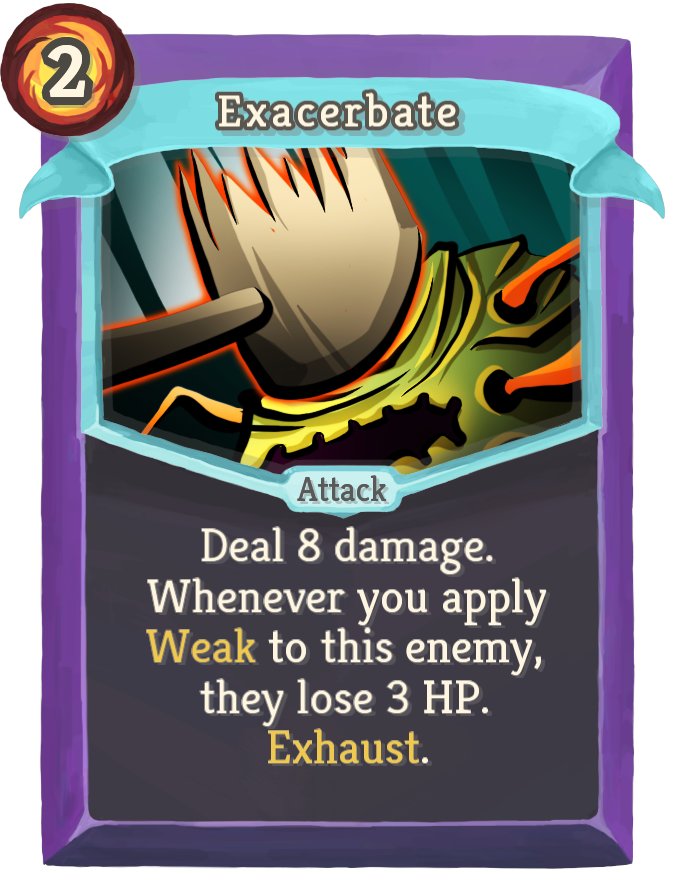 2
Exacerbate
Attack
Deal 8 damage.
Whenever you apply
Weak to this enemy,
they lose 3 HP.
Exhaust.